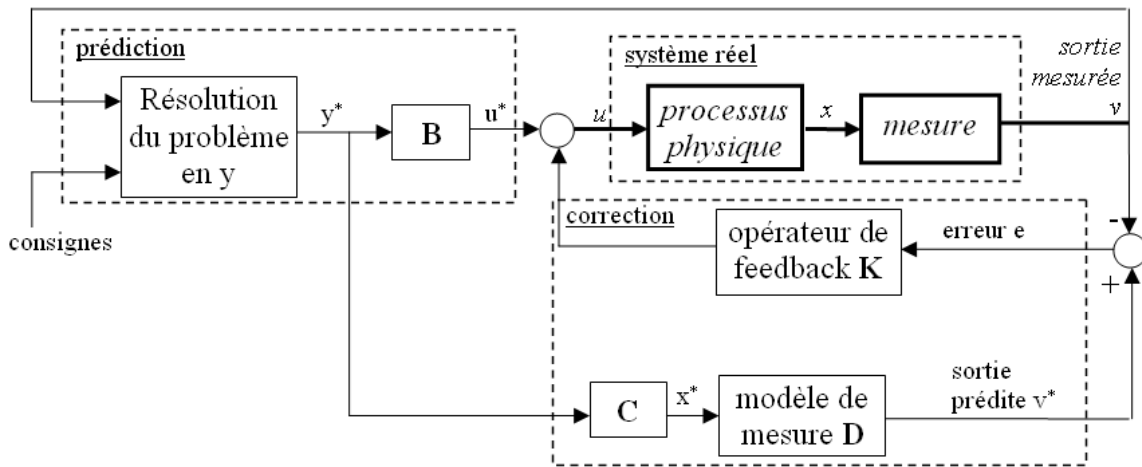 prédiction
Résolution
du problème
en y
y*
B
u*
système réel
u
processus
physique
x
mesure
sortie
mesurée
v
consignes
correction
opérateur de
feedback K
erreur e
-
+
C
x*
modèle de
mesure D
sortie
prédite v*